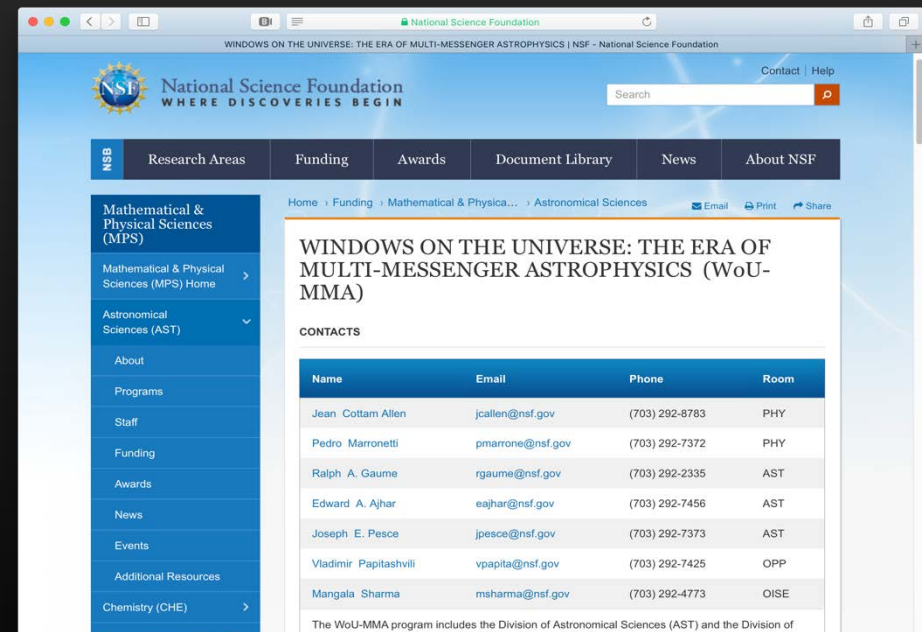 National Science Foundation
WINDOWS ON THE UNIVERSE: THE ERA OF MULTI-MESSENGER ASTROPHYSICS | NSF - National Science Foundation
Contact | Help
NSF
National Science Foundation
WHERE DISCOVERIES BEGIN
Search
NSB
Research Areas Funding Awards Document Library News About NSF
Mathematical &
Physical Sciences
(MPS)
Mathematical & Physical
Sciences (MPS) Home
Astronomical
Sciences (AST)
About
Programs
Staff
Funding
Awards
News
Events
Additional Resources
Chemistry (CHE)
Home › Funding › Mathematical & Physica... › Astronomical Sciences
Email Print Share
WINDOWS ON THE UNIVERSE: THE ERA OF
MULTI-MESSENGER ASTROPHYSICS (WoU-
MMA)
CONTACTS
Name Email Phone Room
Jean Cottam Allen jcallen@nsf.gov (703) 292-8783 PHY
Pedro Marronetti pmarrone@nsf.gov (703) 292-7372 PHY
Ralph A. Gaume rgaume@nsf.gov (703) 292-2335 AST
Edward A. Ajhar eajhar@nsf.gov (703) 292-7456 AST
Joseph E. Pesce jpesce@nsf.gov (703) 292-7373 AST
Vladimir Papitashvili vpapita@nsf.gov (703) 292-7425 OPP
Mangala Sharma msharma@nsf.gov (703) 292-4773 OISE
The WoU-MMA program includes the Division of Astronomical Sciences (AST) and the Division of